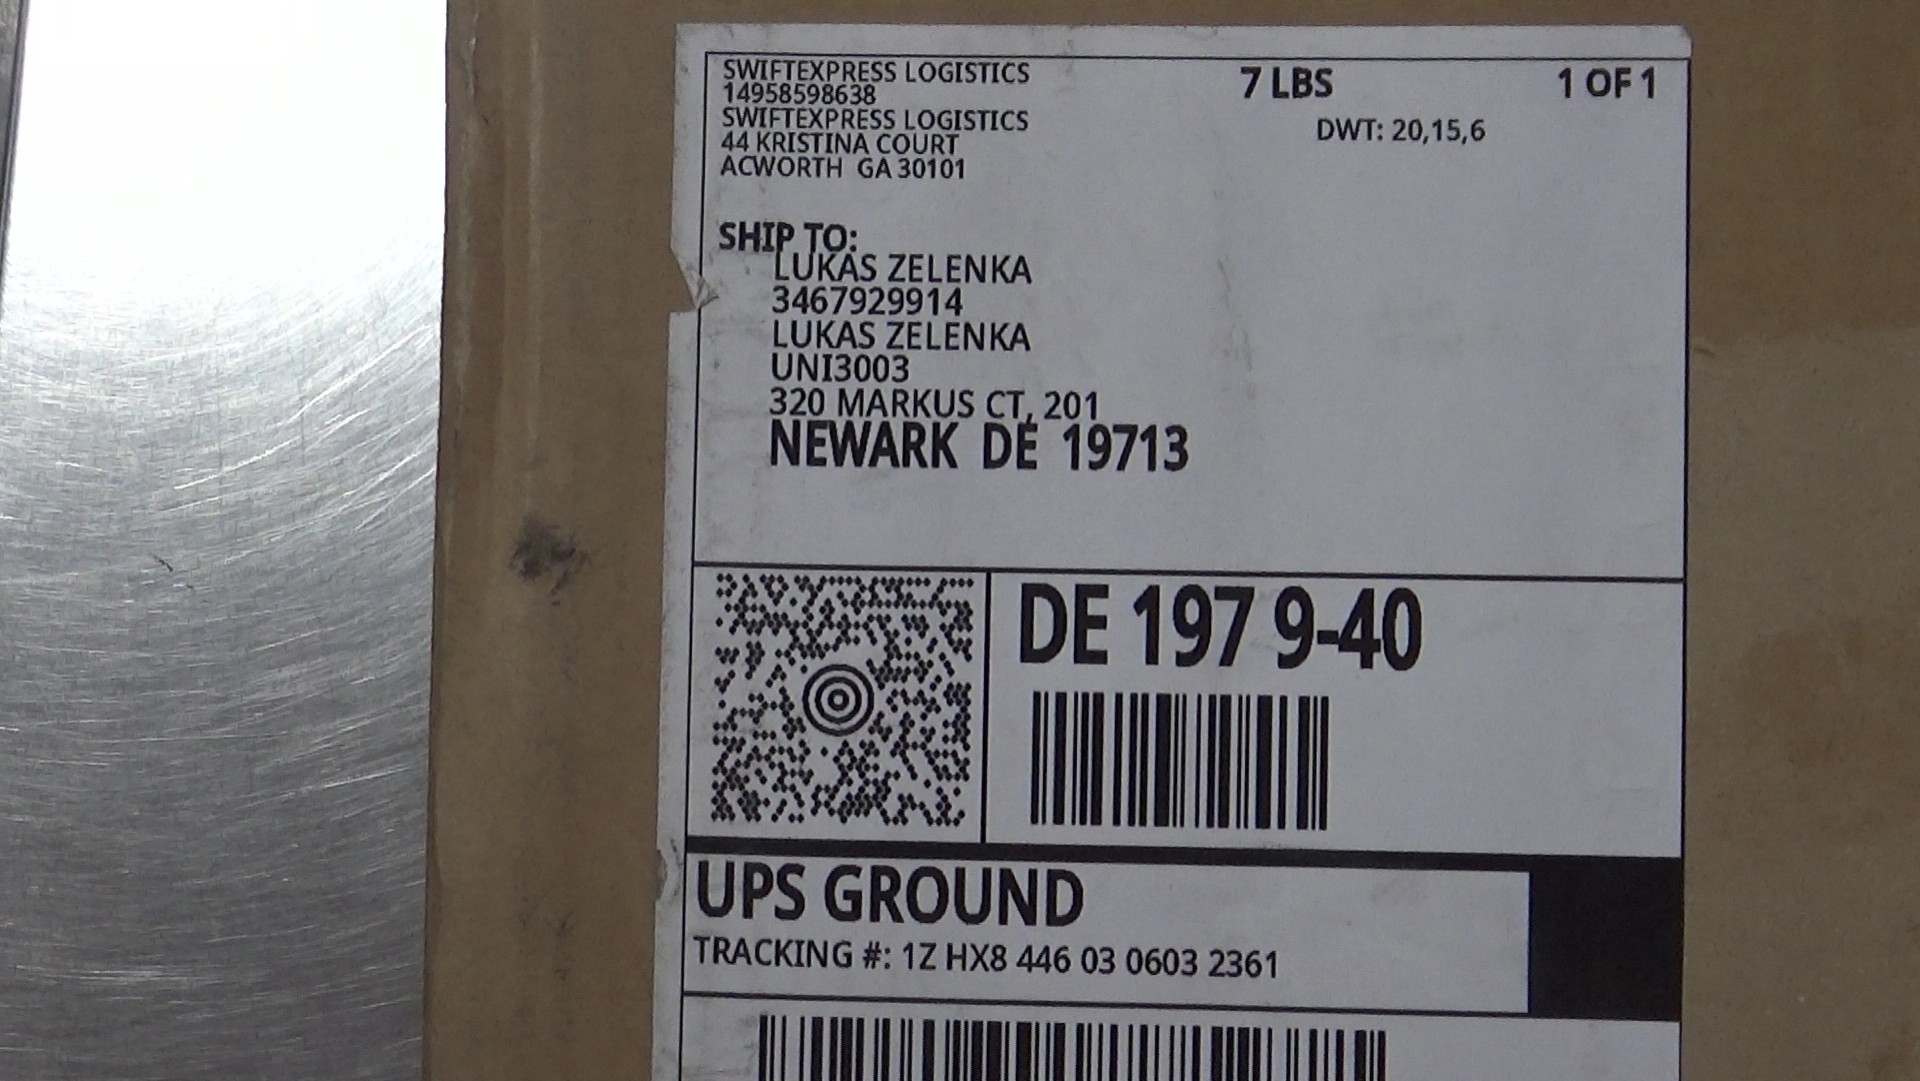 SWIFTEXPRESS LOGISTICS
14958598638
SWIFTEXPRESS LOGISTICS
44 KRISTINA COURT
ACWORTH GA 30101
7 LBS
1 OF 1
DWT: 20,15,6
SHIP TO:
LUKAS ZELENKA
3467929914
LUKAS ZELENKA
UNI3003
320 MARKUS CT, 201
NEWARK DE 19713
DE 197 9-40
UPS GROUND
TRACKING #: 1Z HX8 446 03 0603 2361